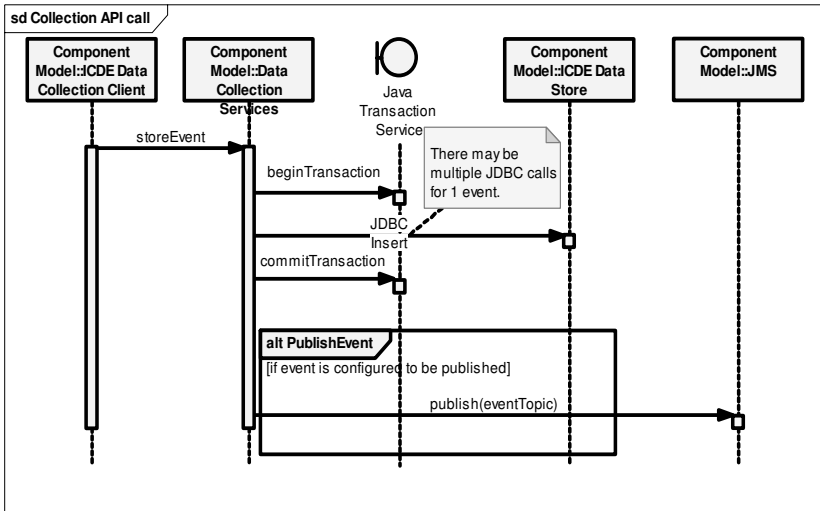 sd Collection API call
Component
Model::ICDE Data
Collection Client
Component
Model::Data
Collection
Services
Java
Transaction
Service
Component
Model::ICDE Data
Store
Component
Model::JMS
storeEvent
There may be
multiple JDBC calls
for 1 event.
beginTransaction
JDBC
Insert
commitTransaction
alt PublishEvent
[if event is configured to be published]
publish(eventTopic)